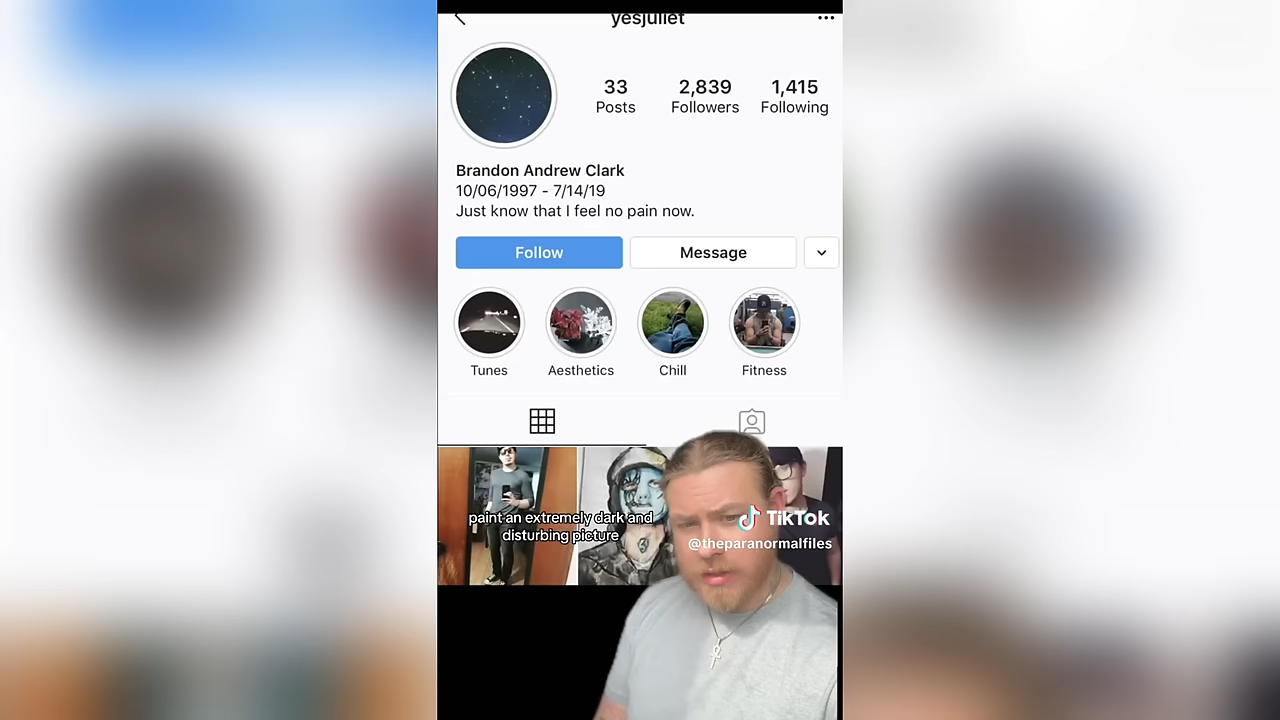 yesjuliet
33
2,839
1,415
Posts
Followers
Following
Brandon Andrew Clark
10/06/1997 - 7/14/19
Just know that I feel no pain now.
Follow
Message
Tunes
Aesthetics
Chill
Fitness
paint an extremely dark and
disturbing picture
TikTok
@theparanormalfiles